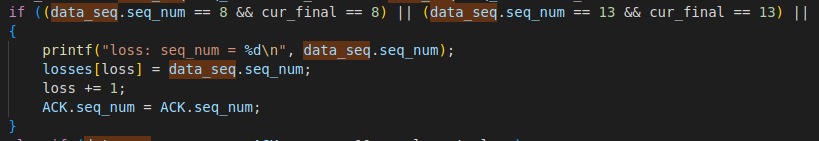 if ((data_seq.seq_num == 8 && cur_final == 8) || (data_seq.seq_num == 13 && cur_final == 13) ||
{
printf("loss: seq_num = %d\n", data_seq.seq_num);
losses[loss] = data_seq.seq_num;
loss += 1;
ACK.seq_num = ACK.seq_num;
}